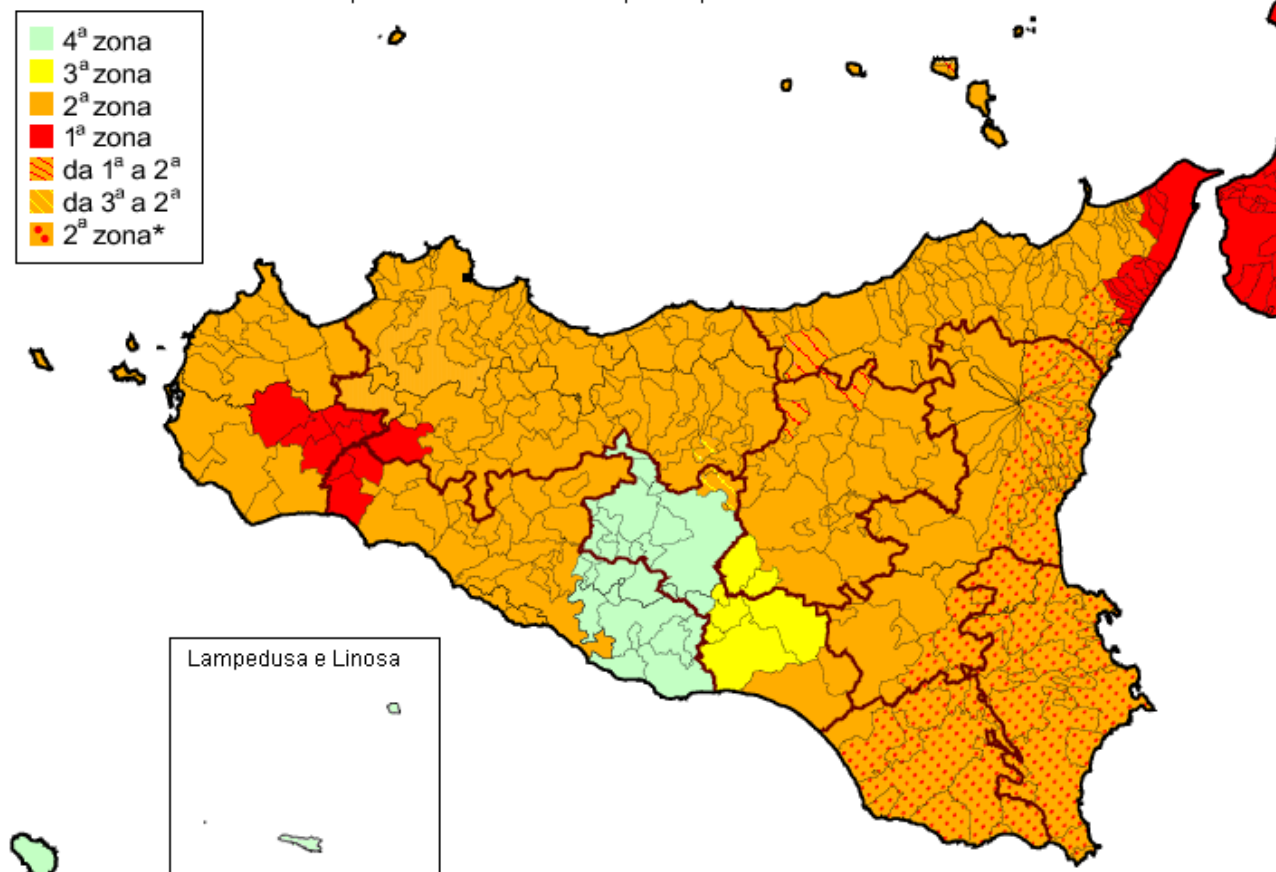 4ª zona
3ª zona
2ª zona
1ª zona
da 1ª a 2ª
da 3ª a 2ª
2ª zona*
Lampedusa e Linosa